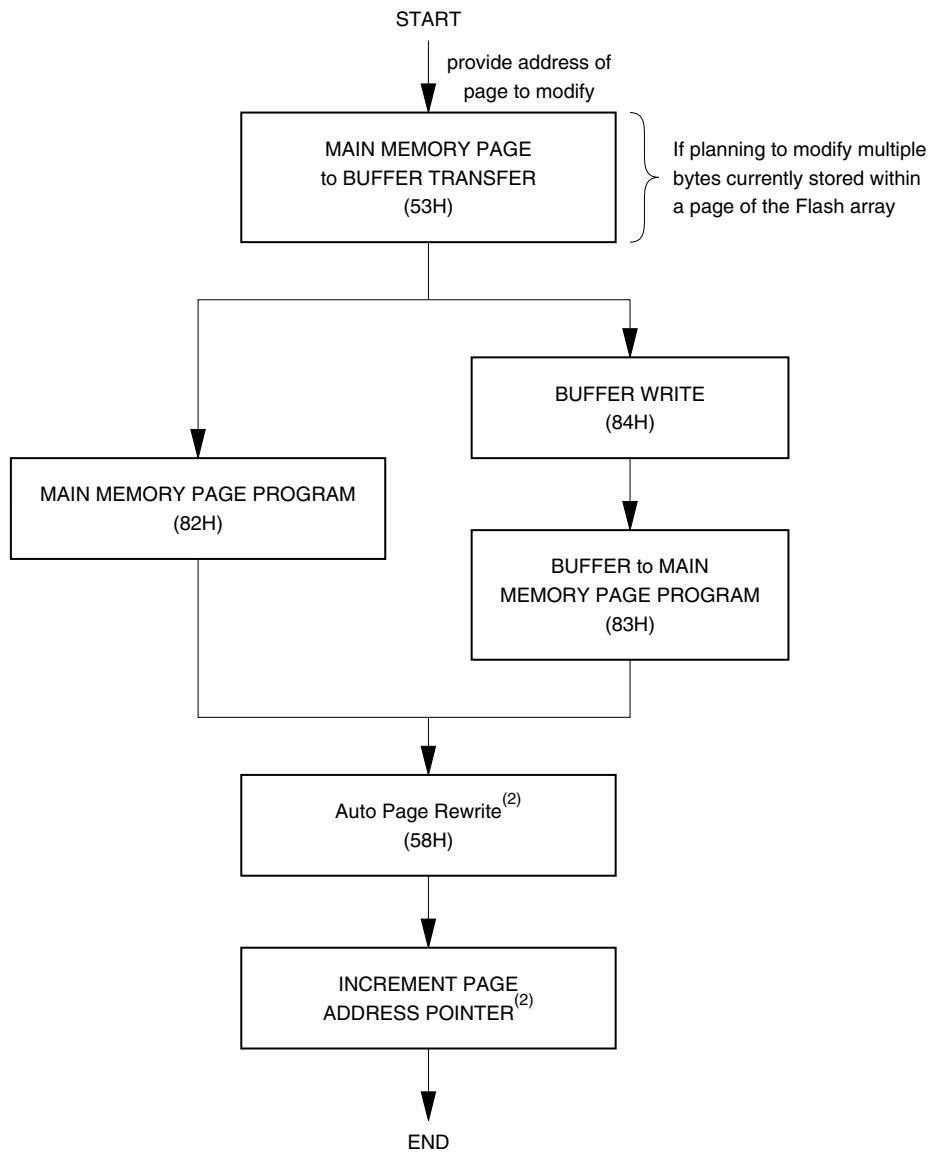 START
provide address of
page to modify
MAIN MEMORY PAGE
to BUFFER TRANSFER
(53H)
If planning to modify multiple
bytes currently stored within
a page of the Flash array
BUFFER WRITE
(84H)
MAIN MEMORY PAGE PROGRAM
(82H)
BUFFER to MAIN
MEMORY PAGE PROGRAM
(83H)
Auto Page Rewrite(2)
(58H)
INCREMENT PAGE
ADDRESS POINTER(2)
END